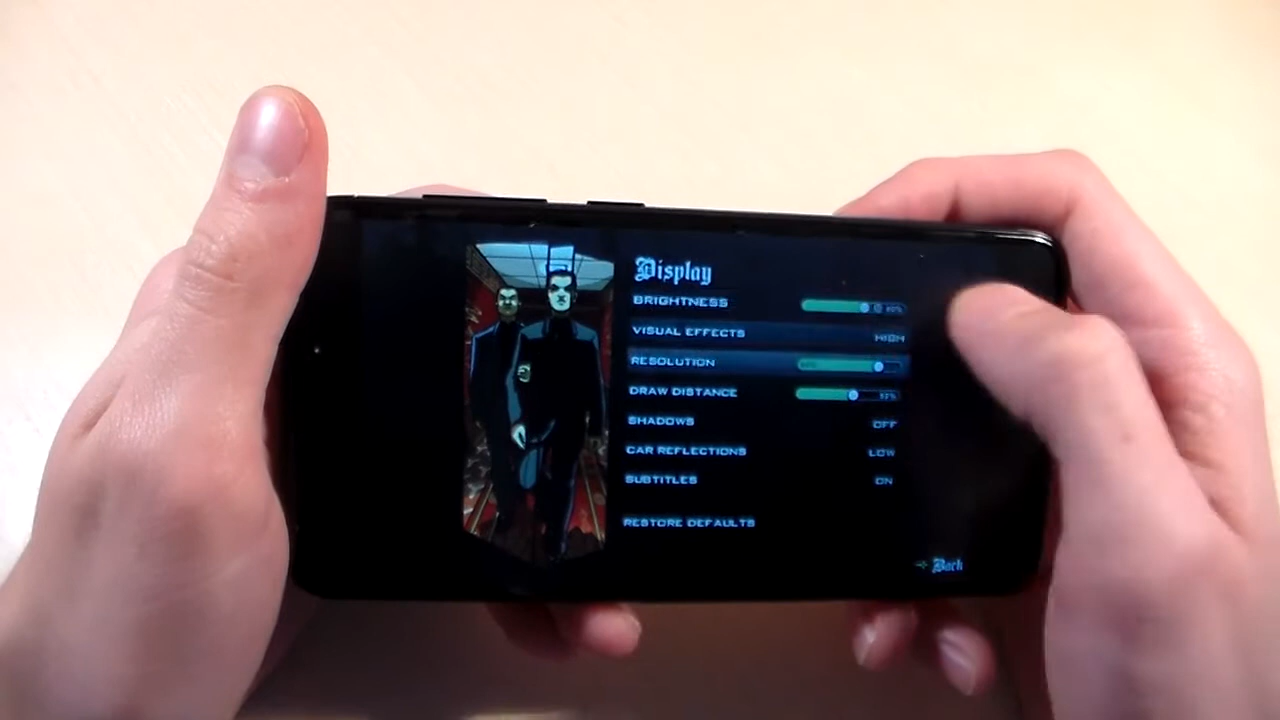 Display
BRIGHTNESS
VISUAL EFFECTS HIGH
RESOLUTION
DRAW DISTANCE
SHADOWS OFF
CAR REFLECTIONS LOW
SUBTITLES ON
RESTORE DEFAULTS
Back